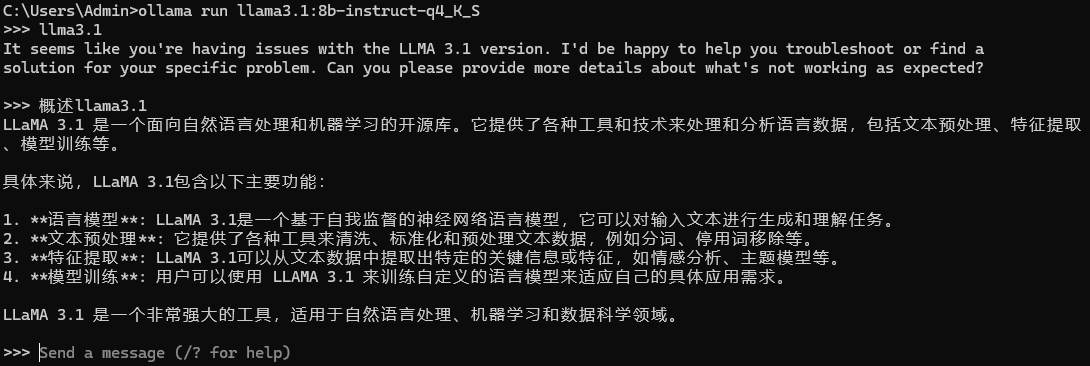 C:\Users\Admin>ollama run llama3.1:8b-instruct-q4_K_S
>>> llma3.1
It seems like you're having issues with the LLMA 3.1 version. I'd be happy to help you troubleshoot or find a
solution for your specific problem. Can you please provide more details about what's not working as expected?
>>> 概述llama3.1
LLaMA 3.1 是一个面向自然语言处理和机器学习的开源库。它提供了各种工具和技术来处理和分析语言数据，包括文本预处理、特征提取
、模型训练等。
具体来说，LLaMA 3.1包含以下主要功能：
1. **语言模型**：LLaMA 3.1是一个基于自我监督的神经网络语言模型，它可以对输入文本进行生成和理解任务。
2. **文本预处理**：它提供了各种工具来清洗、标准化和预处理文本数据，例如分词、停用词移除等。
3. **特征提取**：LLaMA 3.1可以从文本数据中提取出特定的关键信息或特征，如情感分析、主题模型等。
4. **模型训练**：用户可以使用 LLAMA 3.1 来训练自定义的语言模型来适应自己的具体应用需求。
LLaMA 3.1 是一个非常强大的工具，适用于自然语言处理、机器学习和数据科学领域。
>>> Send a message (/? for help)